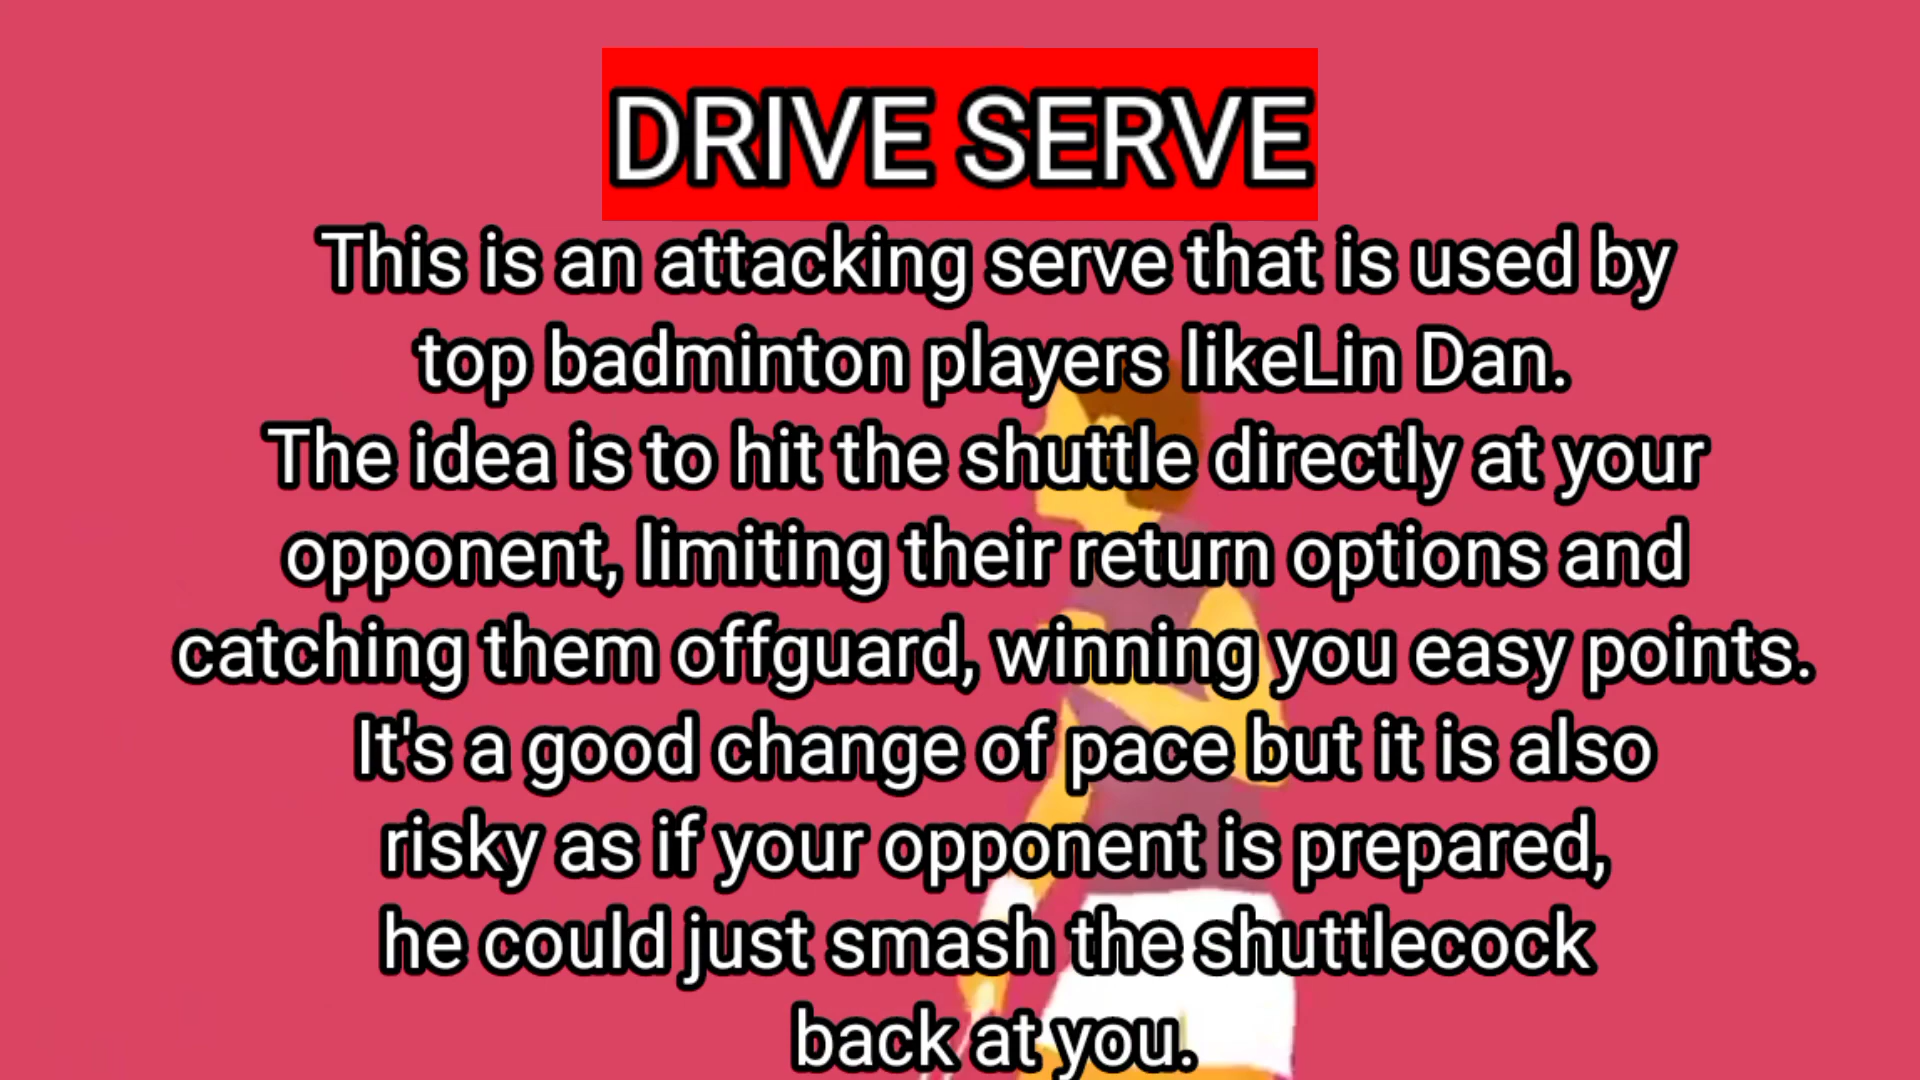 DRIVE SERVE
This is an attacking serve that is used by
top badminton players likeLin Dan.
The idea is to hit the shuttle directly at your
opponent, limiting their return options and
catching them offguard, winning you easy points.
It's a good change of pace but it is also
risky as if your opponent is prepared,
he could just smash the shuttlecock
back at you.